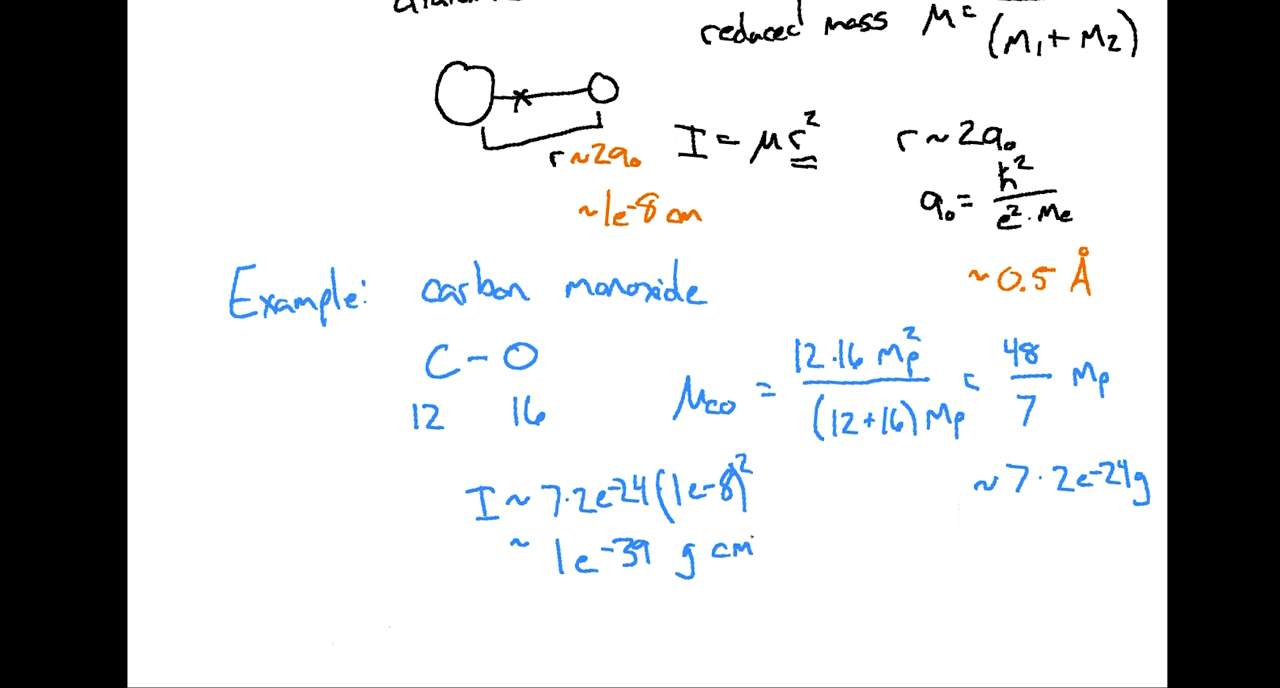 reduced mass μ = (M₁ + M₂)
r ~ 2a₀
I = μ r²
r ~ 2a₀
~ 1e-8 cm
a₀ = ħ² / e² · Me
~ 0.5 Å
Example: carbon monoxide
C – O
12 16
μco = 12·16 Mp² / (12+16) Mp = 48/7 Mp
~ 7·2e-24g
I ~ 7·2e-24 (1e-8)²
~ 1e-39 g cm